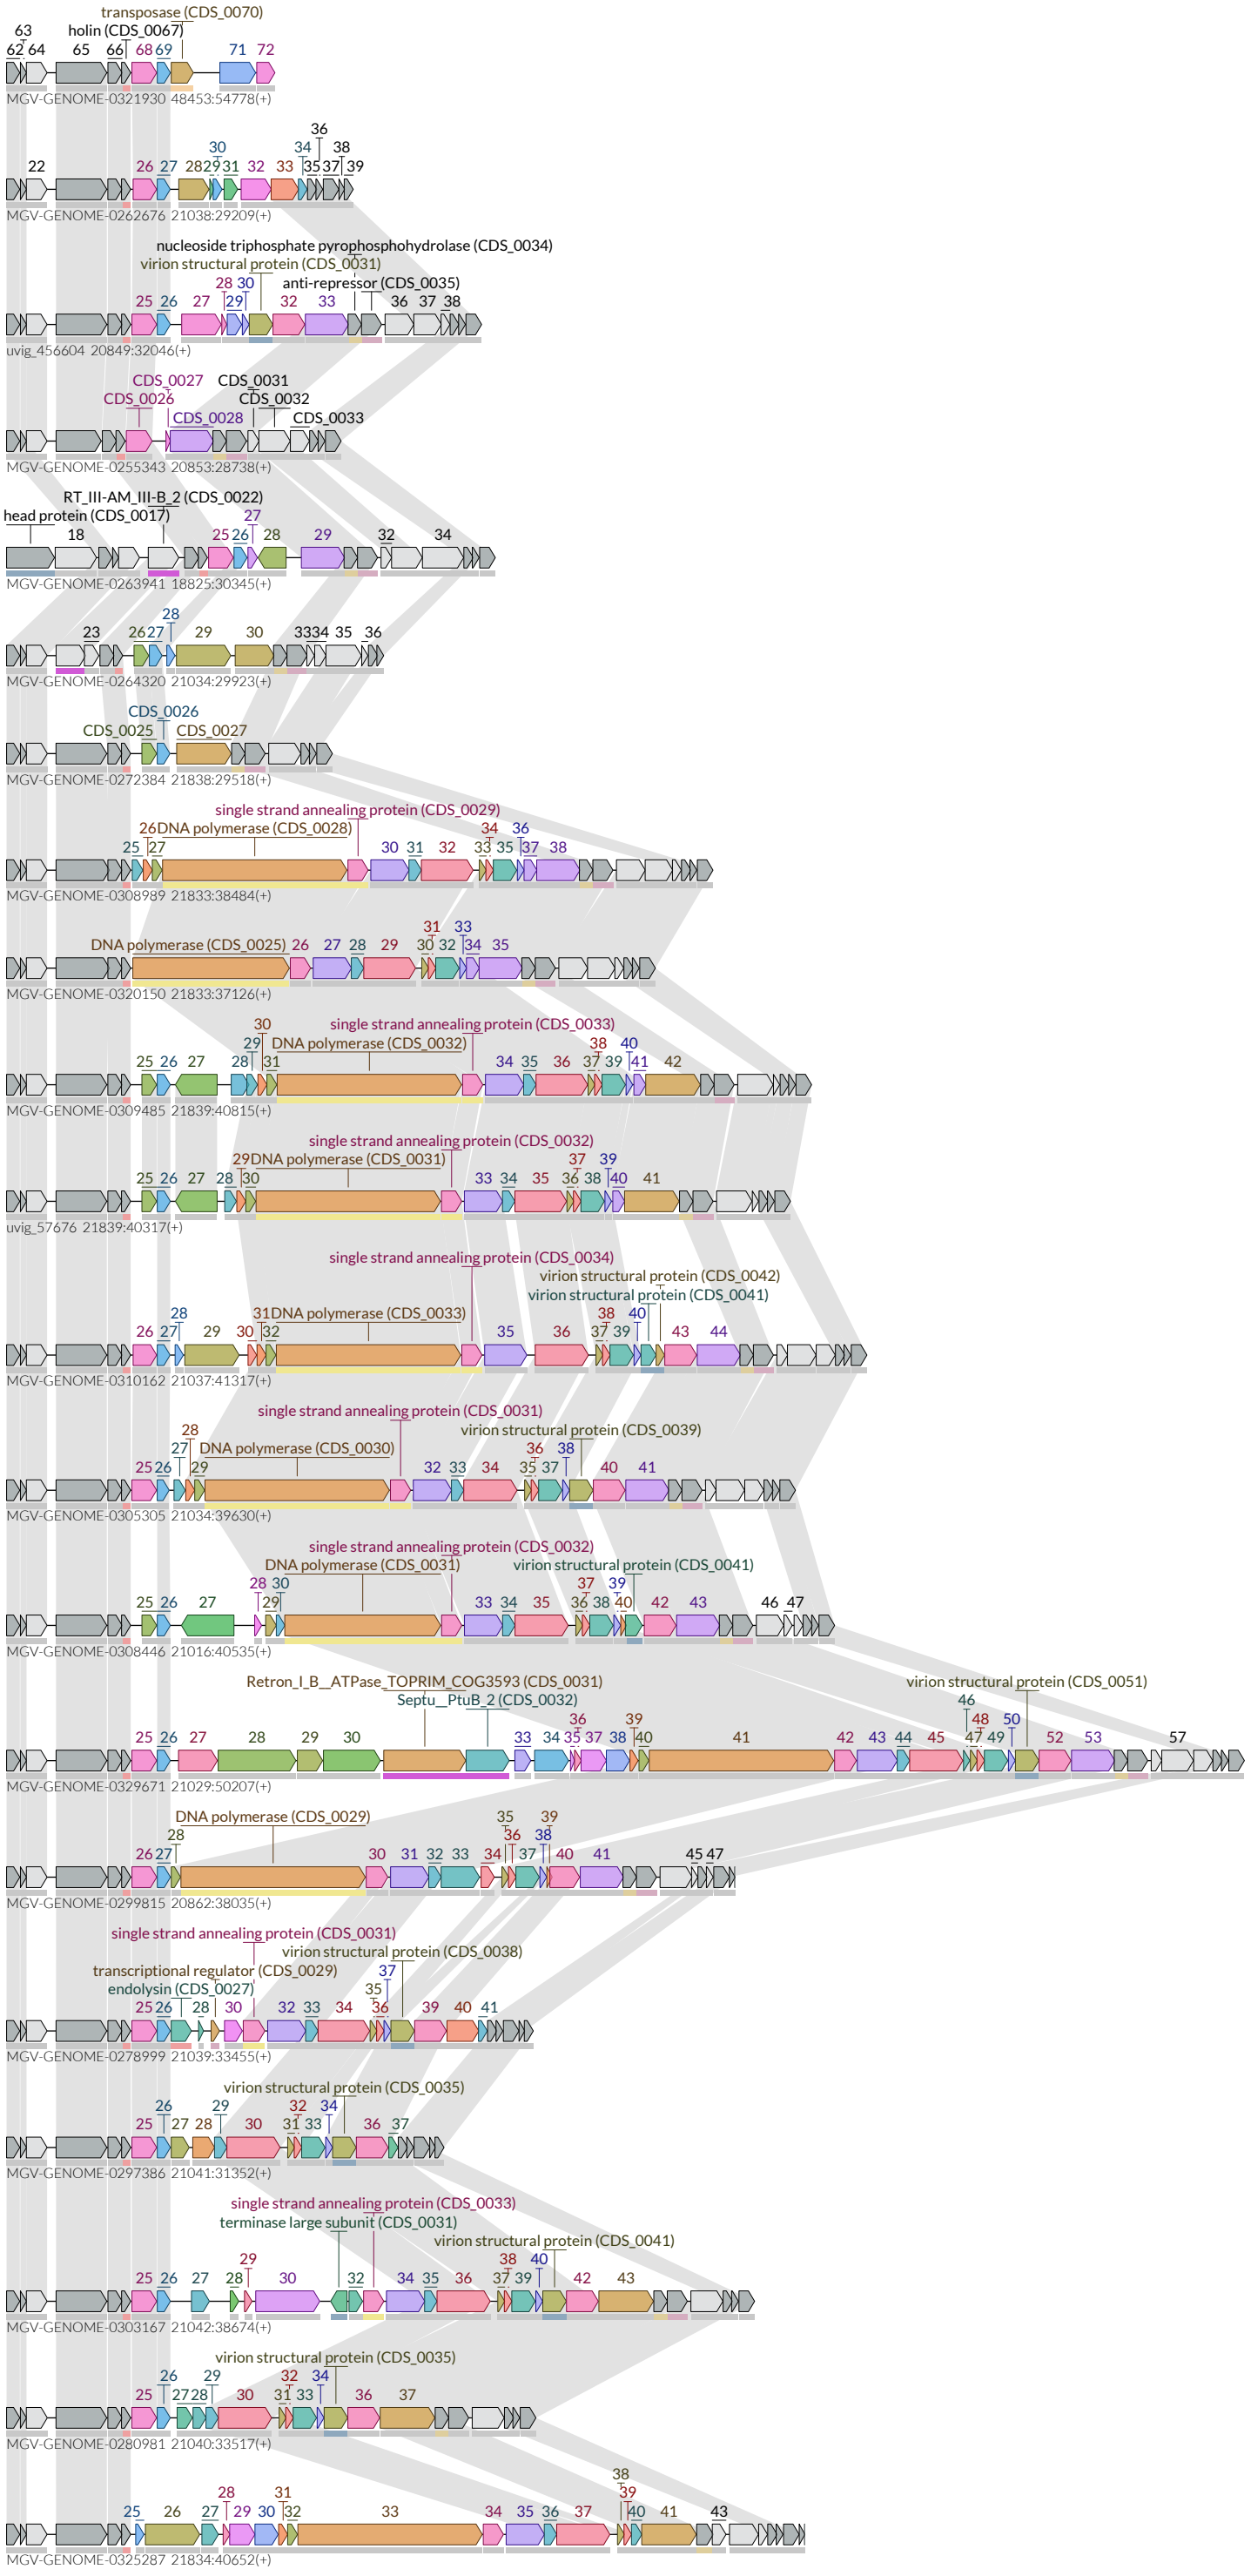 transposase (CDS_0070)
63 holin (CDS_0067)
62 64 65 66 68 69 71 72
MGV-GENOME-0321930 48453:54778(+)
36
30 34 38
22 26 27 28 29 31 32 33 35 37 39
MGV-GENOME-0262676 21038:29209(+)
nucleoside triphosphate pyrophosphohydrolase (CDS_0034)
virion structural protein (CDS_0031)
28 30 anti-repressor (CDS_0035)
25 26 27 29 32 33 36 37 38
uvig_456604 20849:32046(+)
CDS_0027 CDS_0031
CDS_0026 CDS_0032
CDS_0028 CDS_0033
MGV-GENOME-0255343 20853:28738(+)
RT_III-AM_III-B_2 (CDS_0022)
head protein (CDS_0017) 27
18 25 26 28 29 32 34
MGV-GENOME-0263941 18825:30345(+)
28
23 26 27 29 30 33 34 35 36
MGV-GENOME-0264320 21034:29923(+)
CDS_0026
CDS_0025 CDS_0027
MGV-GENOME-0272384 21838:29518(+)
single strand annealing protein (CDS_0029)
26 DNA polymerase (CDS_0028) 34 36
25 27 30 31 32 33 35 37 38
MGV-GENOME-0308989 21833:38484(+)
31 33
DNA polymerase (CDS_0025) 26 27 28 29 30 32 34 35
MGV-GENOME-0320150 21833:37126(+)
30 single strand annealing protein (CDS_0033)
29 DNA polymerase (CDS_0032) 38 40
25 26 27 28 31 34 35 36 37 39 41 42
MGV-GENOME-0309485 21839:40815(+)
single strand annealing protein (CDS_0032)
29 DNA polymerase (CDS_0031) 37 39
25 26 27 28 30 33 34 35 36 38 40 41
uvig_57676 21839:40317(+)
single strand annealing protein (CDS_0034)
virion structural protein (CDS_0042)
virion structural protein (CDS_0041)
28 31 DNA polymerase (CDS_0033) 38 40
26 27 29 30 32 35 36 37 39 43 44
MGV-GENOME-0310162 21037:41317(+)
single strand annealing protein (CDS_0031)
28 virion structural protein (CDS_0039)
27 DNA polymerase (CDS_0030) 36 38
25 26 29 32 33 34 35 37 40 41
MGV-GENOME-0305305 21034:39630(+)
single strand annealing protein (CDS_0032)
DNA polymerase (CDS_0031) virion structural protein (CDS_0041)
28 30 37 39
25 26 27 29 33 34 35 36 38 40 42 43 46 47
MGV-GENOME-0308446 21016:40535(+)
Retron_I_B__ATPase_TOPRIM_COG3593 (CDS_0031) virion structural protein (CDS_0051)
Septu__PtuB_2 (CDS_0032) 46
36 39 48 50
25 26 27 28 29 30 33 34 35 37 38 40 41 42 43 44 45 47 49 52 53 57
MGV-GENOME-0329671 21029:50207(+)
DNA polymerase (CDS_0029) 35 39
28 36 38
26 27 30 31 32 33 34 37 40 41 45 47
MGV-GENOME-0299815 20862:38035(+)
single strand annealing protein (CDS_0031)
virion structural protein (CDS_0038)
transcriptional regulator (CDS_0029) 37
endolysin (CDS_0027) 35
25 26 28 30 32 33 34 36 39 40 41
MGV-GENOME-0278999 21039:33455(+)
virion structural protein (CDS_0035)
26 29 32 34
25 27 28 30 31 33 36 37
MGV-GENOME-0297386 21041:31352(+)
single strand annealing protein (CDS_0033)
terminase large subunit (CDS_0031)
virion structural protein (CDS_0041)
29 38 40
25 26 27 28 30 32 34 35 36 37 39 42 43
MGV-GENOME-0303167 21042:38674(+)
virion structural protein (CDS_0035)
26 29 32 34
25 27 28 30 31 33 36 37
MGV-GENOME-0280981 21040:33517(+)
38
28 31 39
25 26 27 29 30 32 33 34 35 36 37 40 41 43
MGV-GENOME-0325287 21834:40652(+)